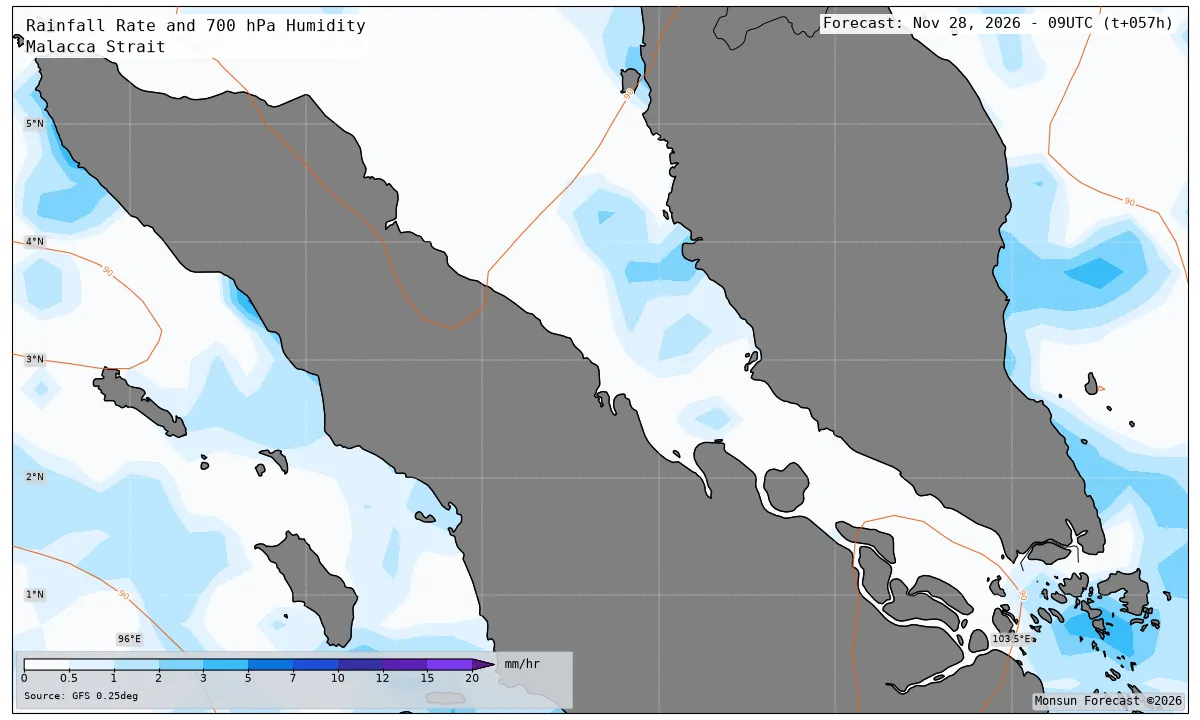 Rainfall Rate and 700 hPa Humidity
Malacca Strait
Forecast: Nov 28, 2026 - 09UTC (t+057h)
90
5°N
90
4°N
90
3°N
2°N
1°N
90
90
96°E
103.5°E
mm/hr
0 0.5 1 2 3 5 7 10 12 15 20
Source: GFS 0.25deg
Monsun Forecast ©2026